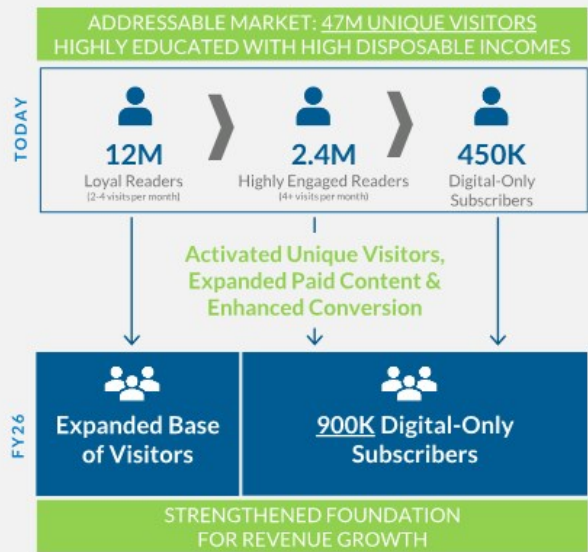 ADDRESSABLE MARKET: 47M UNIQUE VISITORS
HIGHLY EDUCATED WITH HIGH DISPOSABLE INCOMES
TODAY
12M
Loyal Readers
(2-4 visits per month)
2.4M
Highly Engaged Readers
(4+ visits per month)
450K
Digital-Only
Subscribers
Activated Unique Visitors,
Expanded Paid Content &
Enhanced Conversion
FY26
Expanded Base
of Visitors
900K Digital-Only
Subscribers
STRENGTHENED FOUNDATION
FOR REVENUE GROWTH